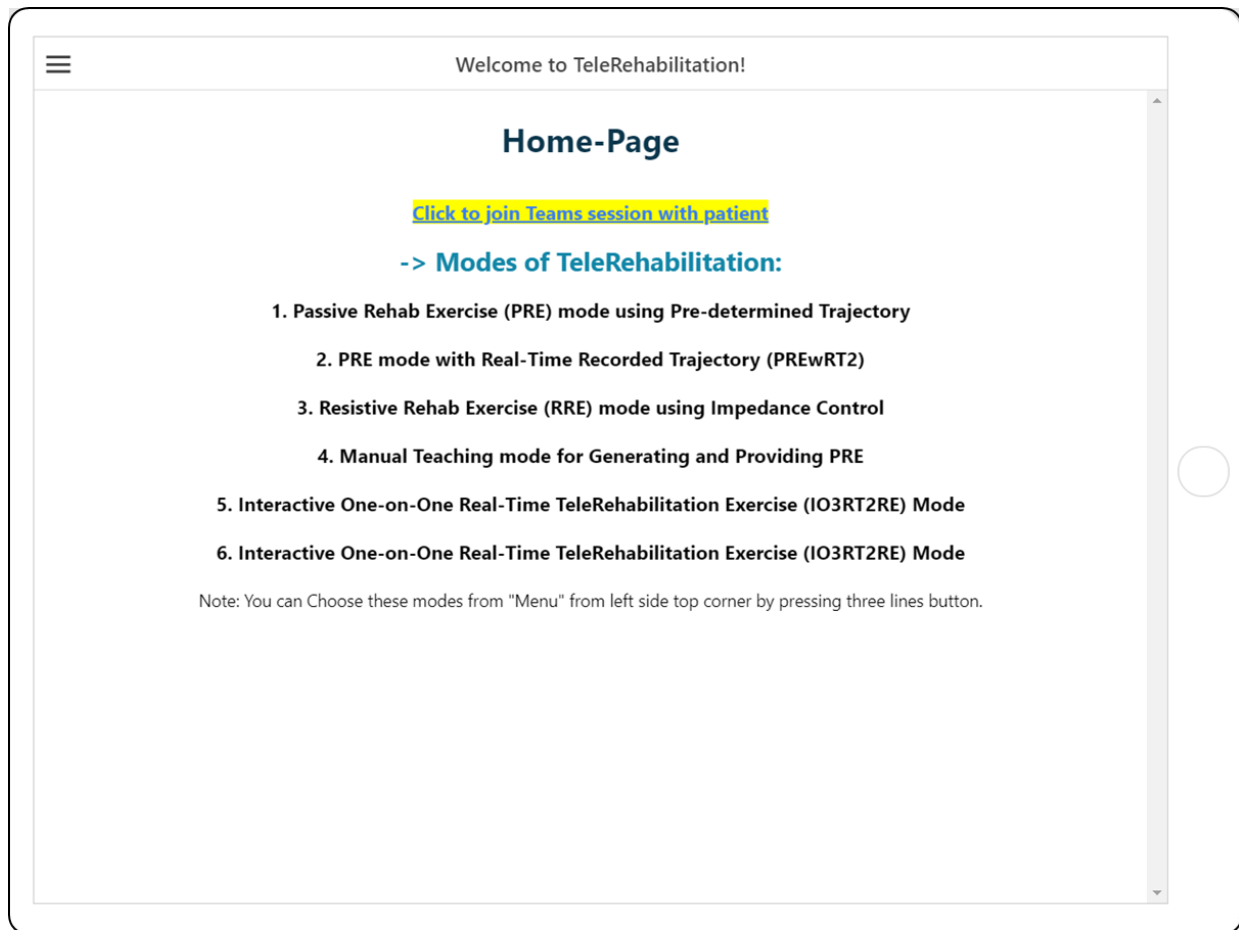 Welcome to TeleRehabilitation!
Home-Page
Click to join Teams session with patient
-> Modes of TeleRehabilitation:
1. Passive Rehab Exercise (PRE) mode using Pre-determined Trajectory
2. PRE mode with Real-Time Recorded Trajectory (PREwRT2)
3. Resistive Rehab Exercise (RRE) mode using Impedance Control
4. Manual Teaching mode for Generating and Providing PRE
5. Interactive One-on-One Real-Time TeleRehabilitation Exercise (IO3RT2RE) Mode
6. Interactive One-on-One Real-Time TeleRehabilitation Exercise (IO3RT2RE) Mode
Note: You can Choose these modes from "Menu" from left side top corner by pressing three lines button.